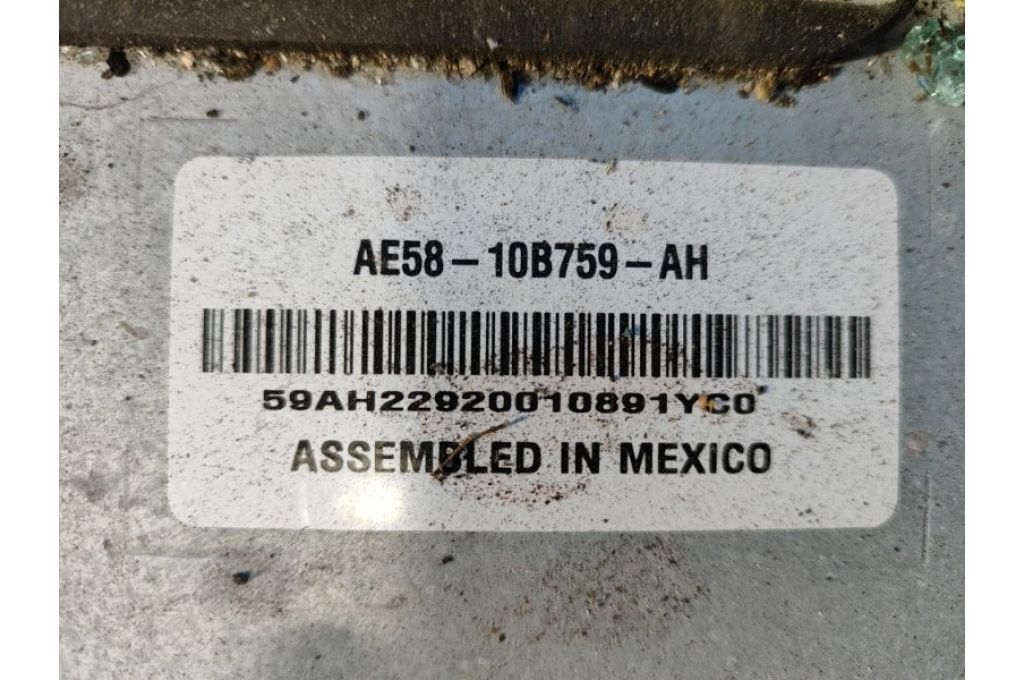 AE58-10B759-AH
59AH22920010891YC0
ASSEMBLED IN MEXICO